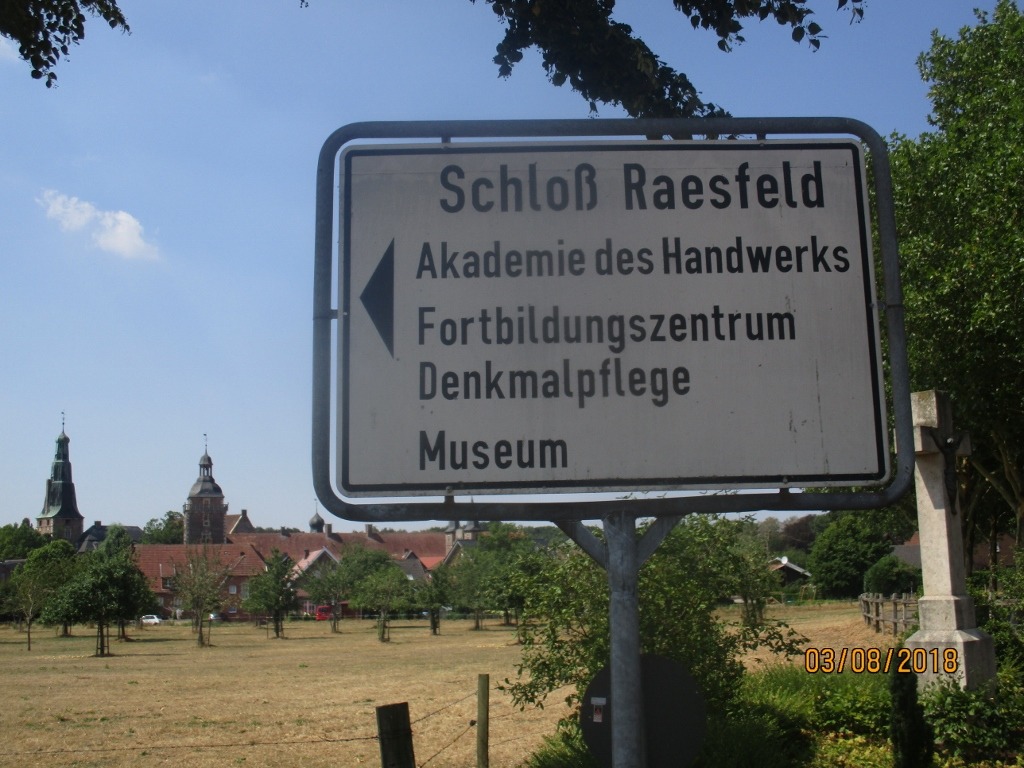 Schloß Raesfeld
Akademie des Handwerks
Fortbildungszentrum
Denkmalpflege
Museum
03/08/2018